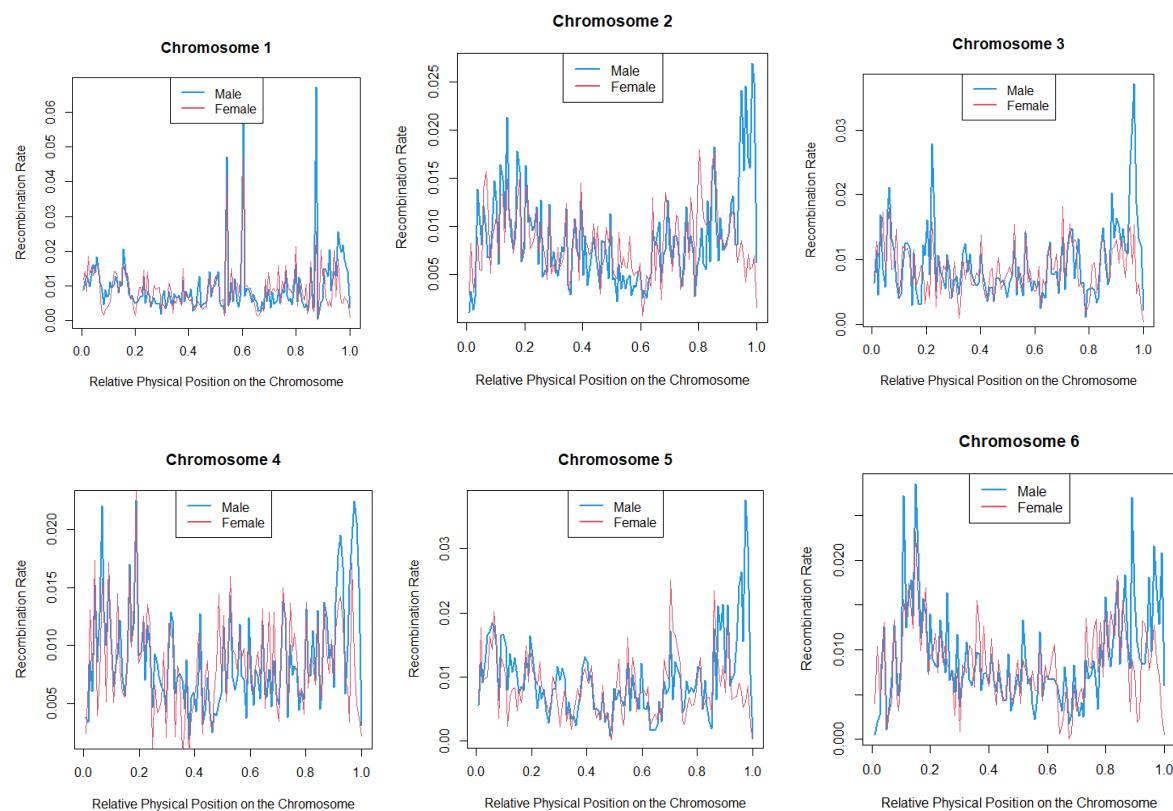 Chromosome 1
Male
Female
Recombination Rate
0.00 0.01 0.02 0.03 0.04 0.05 0.06
0.0 0.2 0.4 0.6 0.8 1.0
Relative Physical Position on the Chromosome
Chromosome 2
Male
Female
Recombination Rate
0.005 0.010 0.015 0.020 0.025
0.0 0.2 0.4 0.6 0.8 1.0
Relative Physical Position on the Chromosome
Chromosome 3
Male
Female
Recombination Rate
0.00 0.01 0.02 0.03
0.0 0.2 0.4 0.6 0.8 1.0
Relative Physical Position on the Chromosome
Chromosome 4
Male
Female
Recombination Rate
0.005 0.010 0.015 0.020
0.0 0.2 0.4 0.6 0.8 1.0
Relative Physical Position on the Chromosome
Chromosome 5
Male
Female
Recombination Rate
0.00 0.01 0.02 0.03
0.0 0.2 0.4 0.6 0.8 1.0
Relative Physical Position on the Chromosome
Chromosome 6
Male
Female
Recombination Rate
0.000 0.010 0.020
0.0 0.2 0.4 0.6 0.8 1.0
Relative Physical Position on the Chromosome